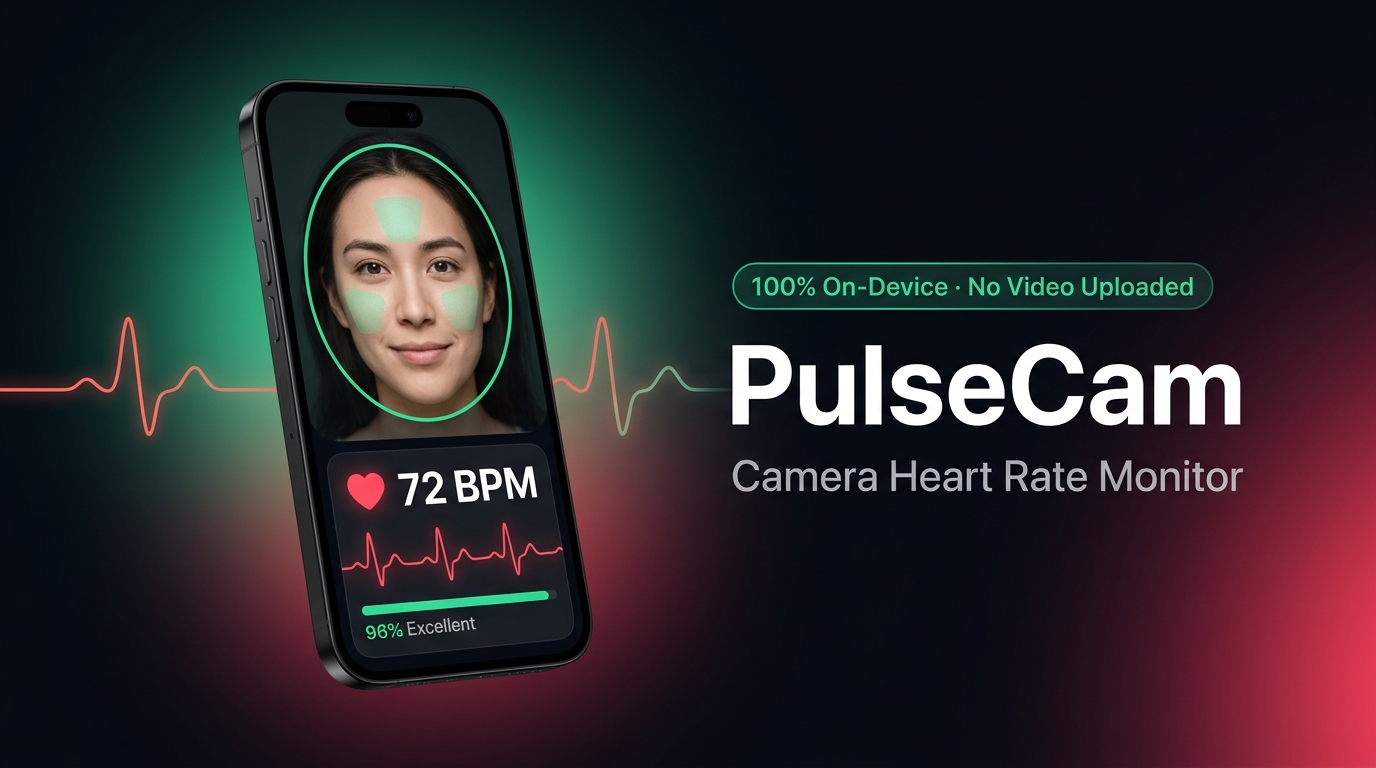 72 BPM
96% Excellent
100% On-Device · No Video Uploaded
PulseCam
Camera Heart Rate Monitor